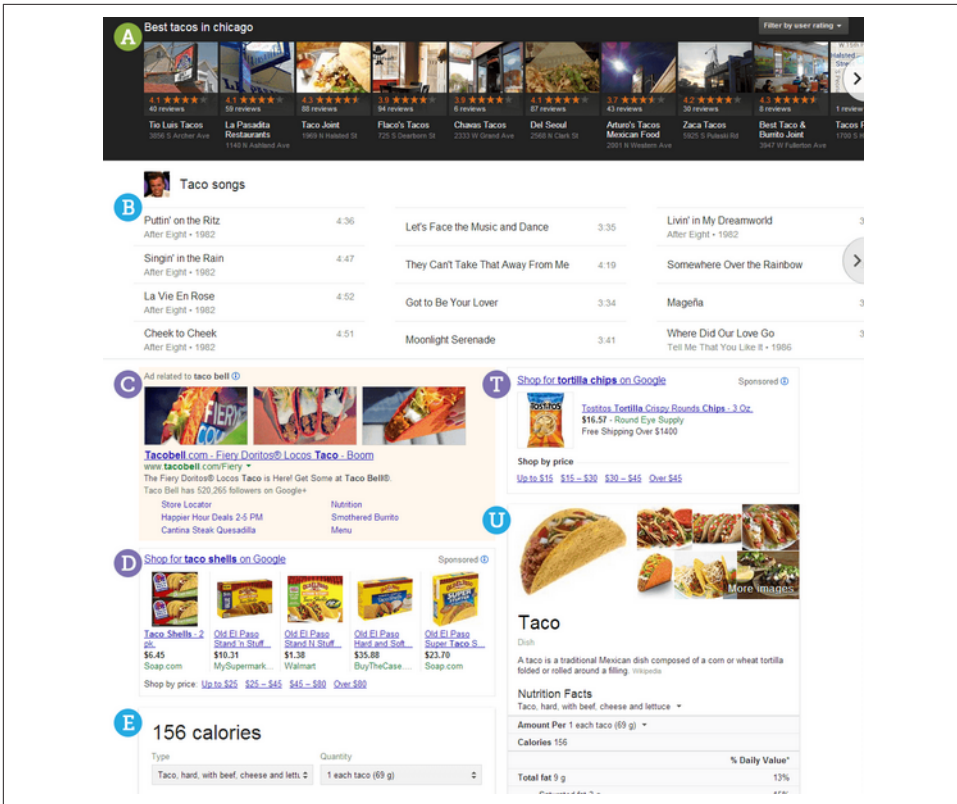 A
Best tacos in chicago
Filter by user rating
4.1
40 reviews
Tio Luis Tacos
3856 S Archer Ave
4.1
59 reviews
La Pasadita
Restaurants
1140 N Ashland Ave
4.3
88 reviews
Taco Joint
1969 N Halsted St
3.9
94 reviews
Flaco's Tacos
725 S Dearborn St
3.9
6 reviews
Chavas Tacos
2333 W Grand Ave
4.1
87 reviews
Del Seoul
2568 N Clark St
3.7
43 reviews
Arturo's Tacos
Mexican Food
2001 N Western Ave
4.2
30 reviews
Zaca Tacos
5925 S Pulaski Rd
4.3
8 reviews
Best Taco &
Burrito Joint
3947 W Fullerton Ave
1 review
Tacos
1700 S
B
Taco songs
Puttin' on the Ritz 4:36
After Eight • 1982
Singin' in the Rain 4:47
After Eight • 1982
La Vie En Rose 4:52
After Eight • 1982
Cheek to Cheek 4:51
After Eight • 1982
Let's Face the Music and Dance 3:35
They Can't Take That Away From Me 4:19
Got to Be Your Lover 3:34
Moonlight Serenade 3:41
Livin' in My Dreamworld 3
After Eight • 1982
Somewhere Over the Rainbow
Mageña 3
Where Did Our Love Go 3
Tell Me That You Like It • 1986
C
Ad related to taco bell
FIERY
Tacobell.com - Fiery Doritos® Locos Taco - Boom
www.tacobell.com/Fiery
The Fiery Doritos® Locos Taco is Here! Get Some at Taco Bell®.
Taco Bell has 520,265 followers on Google+
Store Locator Nutrition
Happier Hour Deals 2-5 PM Smothered Burrito
Cantina Steak Quesadilla Menu
D
Shop for taco shells on Google Sponsored
Taco Shells - 2
pk.
$6.45
Soap.com
Old El Paso
Stand 'n Stuff...
$10.31
MySupermark...
Old El Paso
Stand N Stuff...
$1.38
Walmart
Old El Paso
Hard and Soft...
$35.88
BuyTheCase....
Old El Paso
Super Taco S...
$23.70
Soap.com
Shop by price: Up to $25 $25 – $45 $45 – $80 Over $80
E
156 calories
Type Quantity
Taco, hard, with beef, cheese and lettu 1 each taco (69 g)
T
Shop for tortilla chips on Google Sponsored
TOSTITOS
Tostitos Tortilla Crispy Rounds Chips - 3 Oz.
$16.57 - Round Eye Supply
Free Shipping Over $1400
Shop by price
Up to $15 $15 – $30 $30 – $45 Over $45
U
More images
Taco
Dish
A taco is a traditional Mexican dish composed of a corn or wheat tortilla
folded or rolled around a filling. Wikipedia
Nutrition Facts
Taco, hard, with beef, cheese and lettuce
Amount Per 1 each taco (69 g)
Calories 156
% Daily Value*
Total fat 9 g 13%